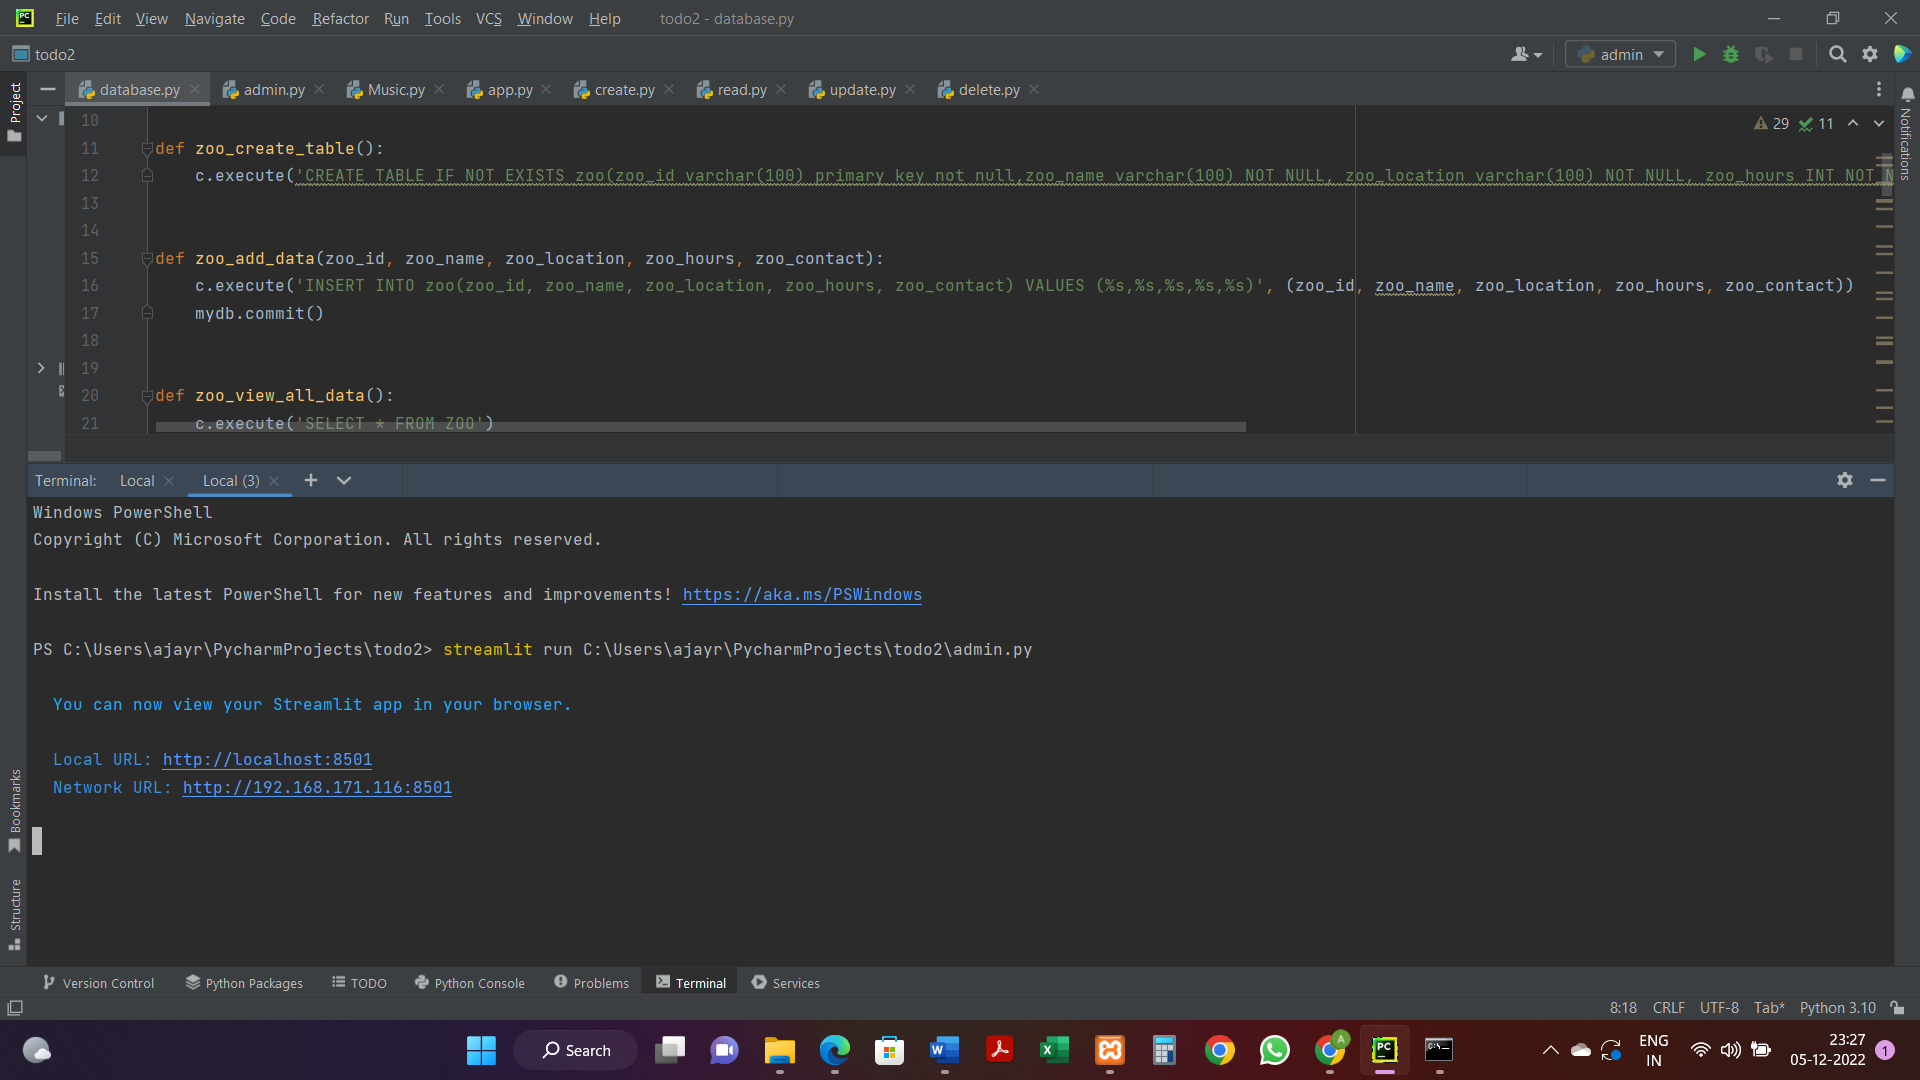 File Edit View Navigate Code Refactor Run Tools VCS Window Help todo2 - database.py
todo2
admin
Project
database.py admin.py Music.py app.py create.py read.py update.py delete.py
Notifications
29 11
10
11 def zoo_create_table():
12 c.execute('CREATE TABLE IF NOT EXISTS zoo(zoo_id varchar(100) primary key not null,zoo_name varchar(100) NOT NULL, zoo_location varchar(100) NOT NULL, zoo_hours INT NOT N
13
14
15 def zoo_add_data(zoo_id, zoo_name, zoo_location, zoo_hours, zoo_contact):
16 c.execute('INSERT INTO zoo(zoo_id, zoo_name, zoo_location, zoo_hours, zoo_contact) VALUES (%s,%s,%s,%s,%s)', (zoo_id, zoo_name, zoo_location, zoo_hours, zoo_contact))
17 mydb.commit()
18
19
20 def zoo_view_all_data():
21 c.execute('SELECT * FROM ZOO')
Terminal: Local Local (3)
Windows PowerShell
Copyright (C) Microsoft Corporation. All rights reserved.
Install the latest PowerShell for new features and improvements! https://aka.ms/PSWindows
PS C:\Users\ajayr\PycharmProjects\todo2> streamlit run C:\Users\ajayr\PycharmProjects\todo2\admin.py
You can now view your Streamlit app in your browser.
Local URL: http://localhost:8501
Network URL: http://192.168.171.116:8501
Bookmarks
Structure
Version Control Python Packages TODO Python Console Problems Terminal Services
8:18 CRLF UTF-8 Tab* Python 3.10
Search
ENG
IN
23:27
05-12-2022
1